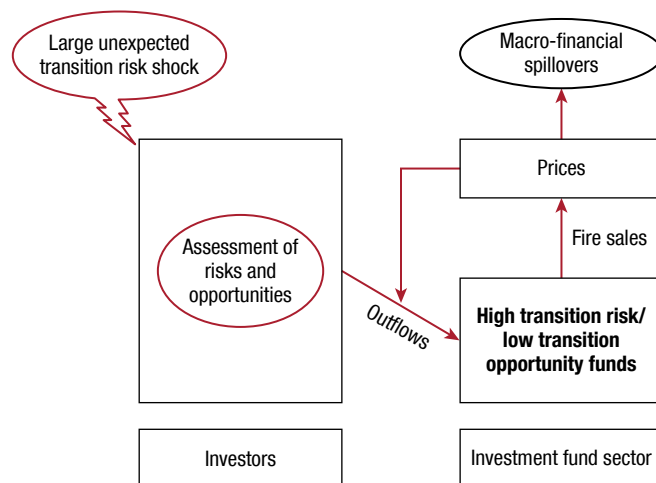 Large unexpected
transition risk shock
Macro-financial
spillovers
Prices
Assessment of
risks and
opportunities
Fire sales
Outflows
High transition risk/
low transition
opportunity funds
Investors
Investment fund sector